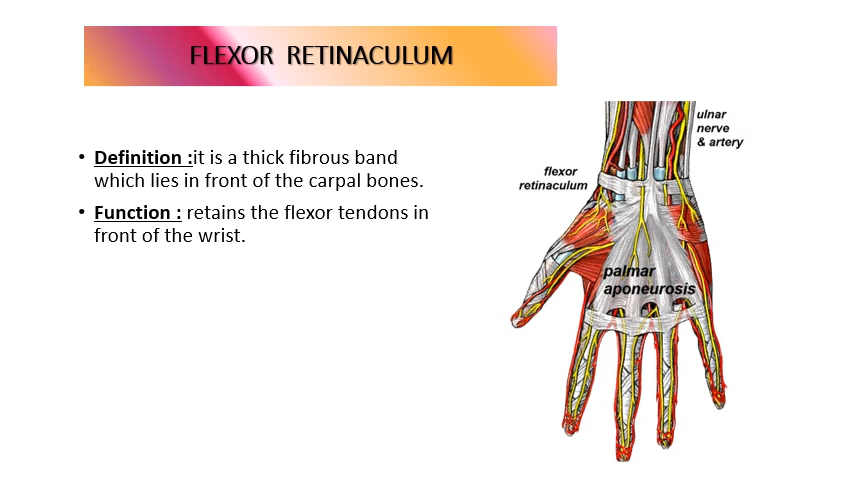 FLEXOR RETINACULUM
• Definition :it is a thick fibrous band
which lies in front of the carpal bones.
• Function : retains the flexor tendons in
front of the wrist.
ulnar
nerve
& artery
flexor
retinaculum
palmar
aponeurosis